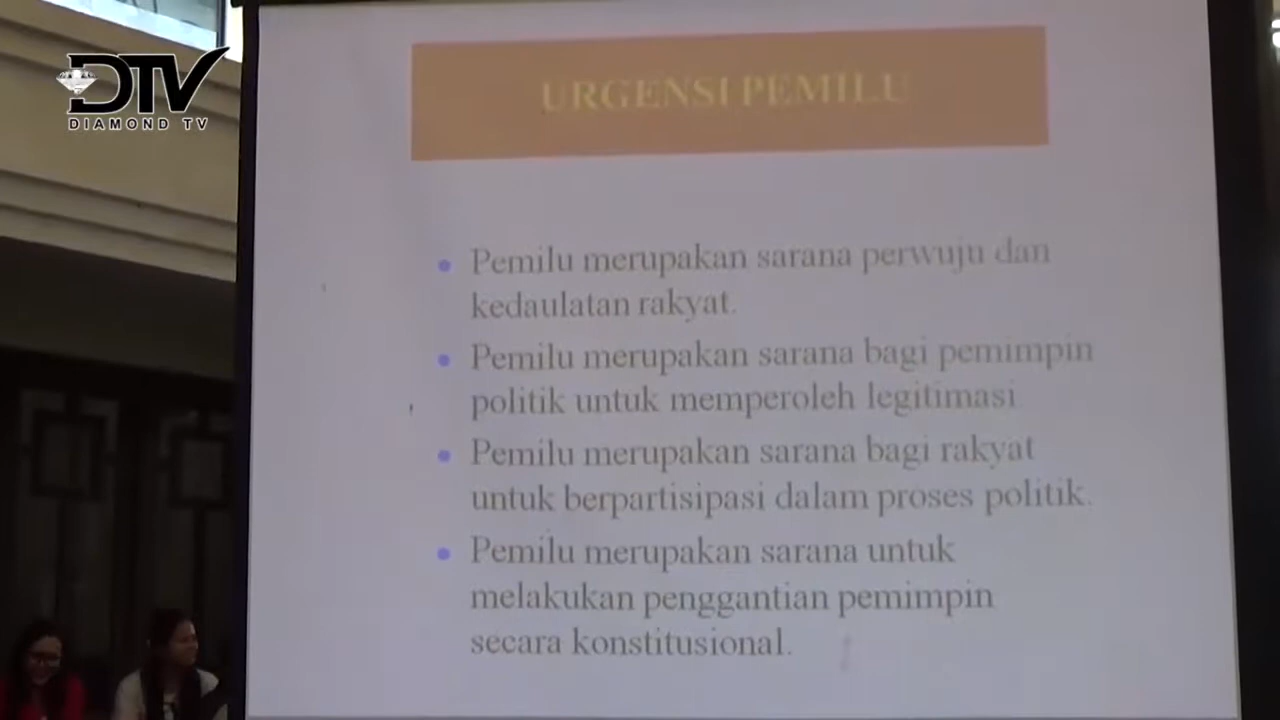 DTV
DIAMOND TV
URGENSI PEMILU
Pemilu merupakan sarana perwuju dan
kedaulatan rakyat.
Pemilu merupakan sarana bagi pemimpin
politik untuk memperoleh legitimasi
Pemilu merupakan sarana bagi rakyat
untuk berpartisipasi dalam proses politik.
Pemilu merupakan sarana untuk
melakukan penggantian pemimpin
secara konstitusional.